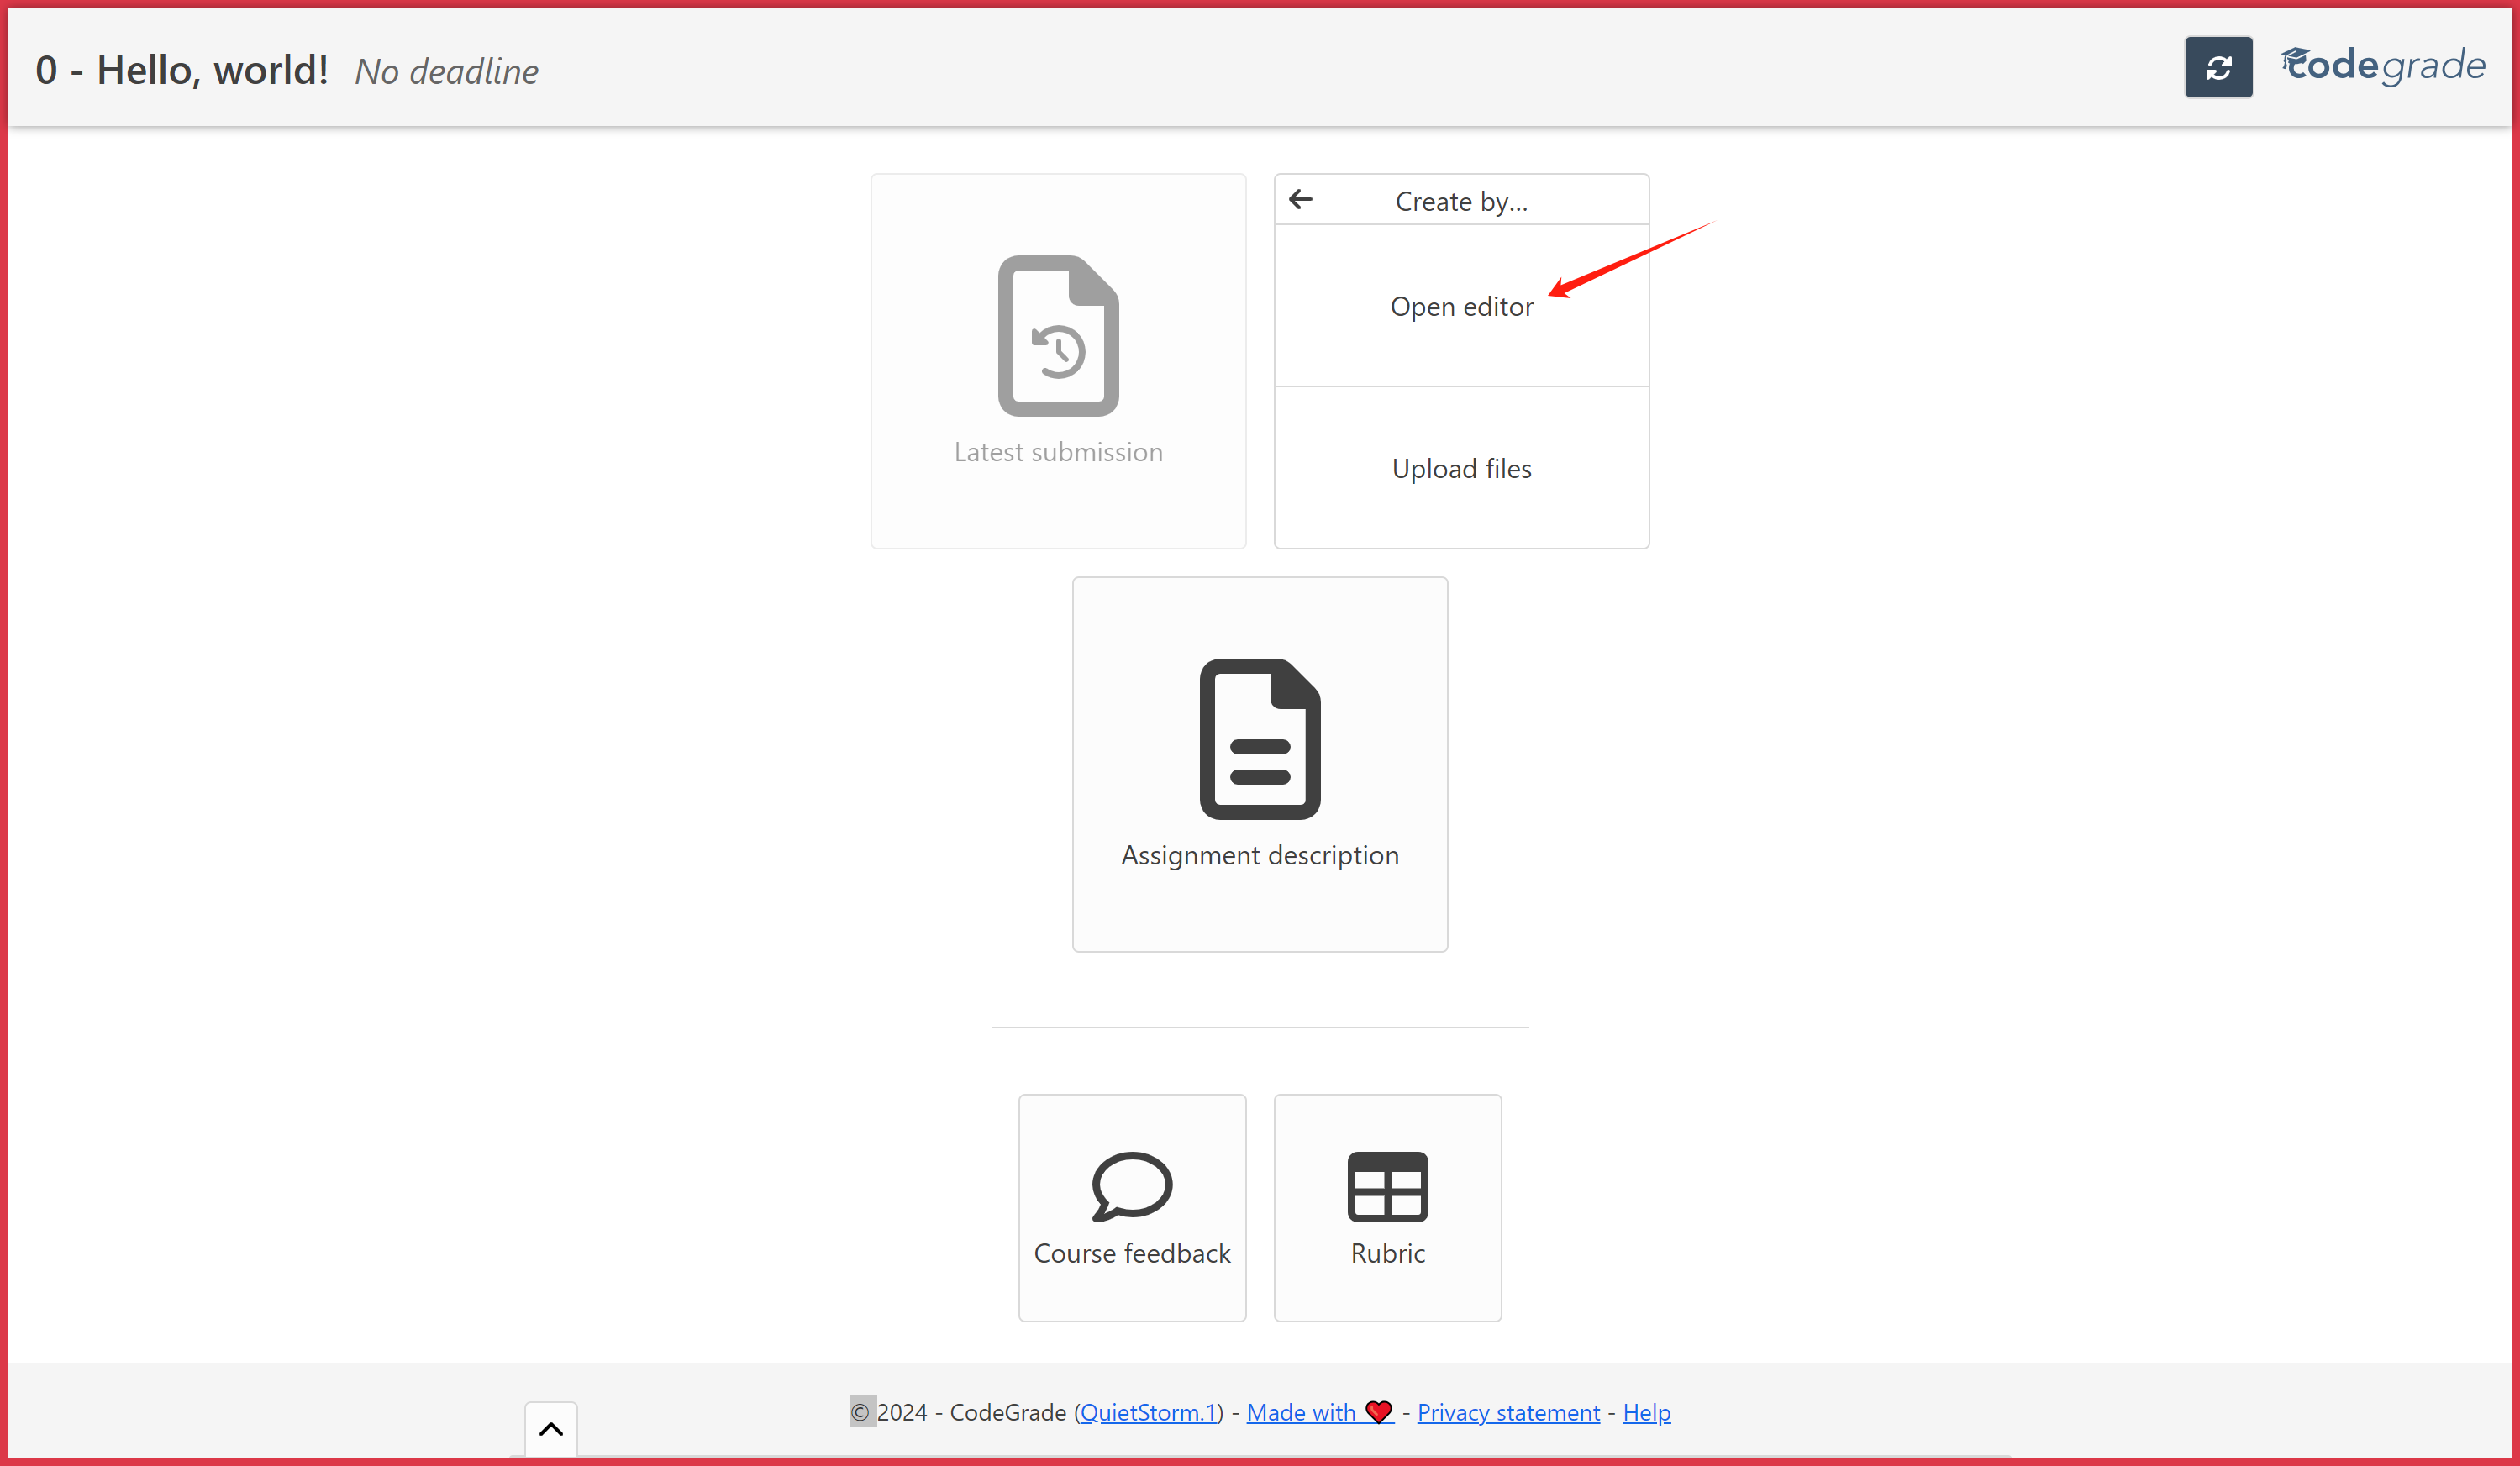 0 - Hello, world! No deadline
codegrade
Create by...
Open editor
Upload files
Latest submission
Assignment description
Course feedback
Rubric
© 2024 - CodeGrade (QuietStorm.1) - Made with ❤️ - Privacy statement - Help